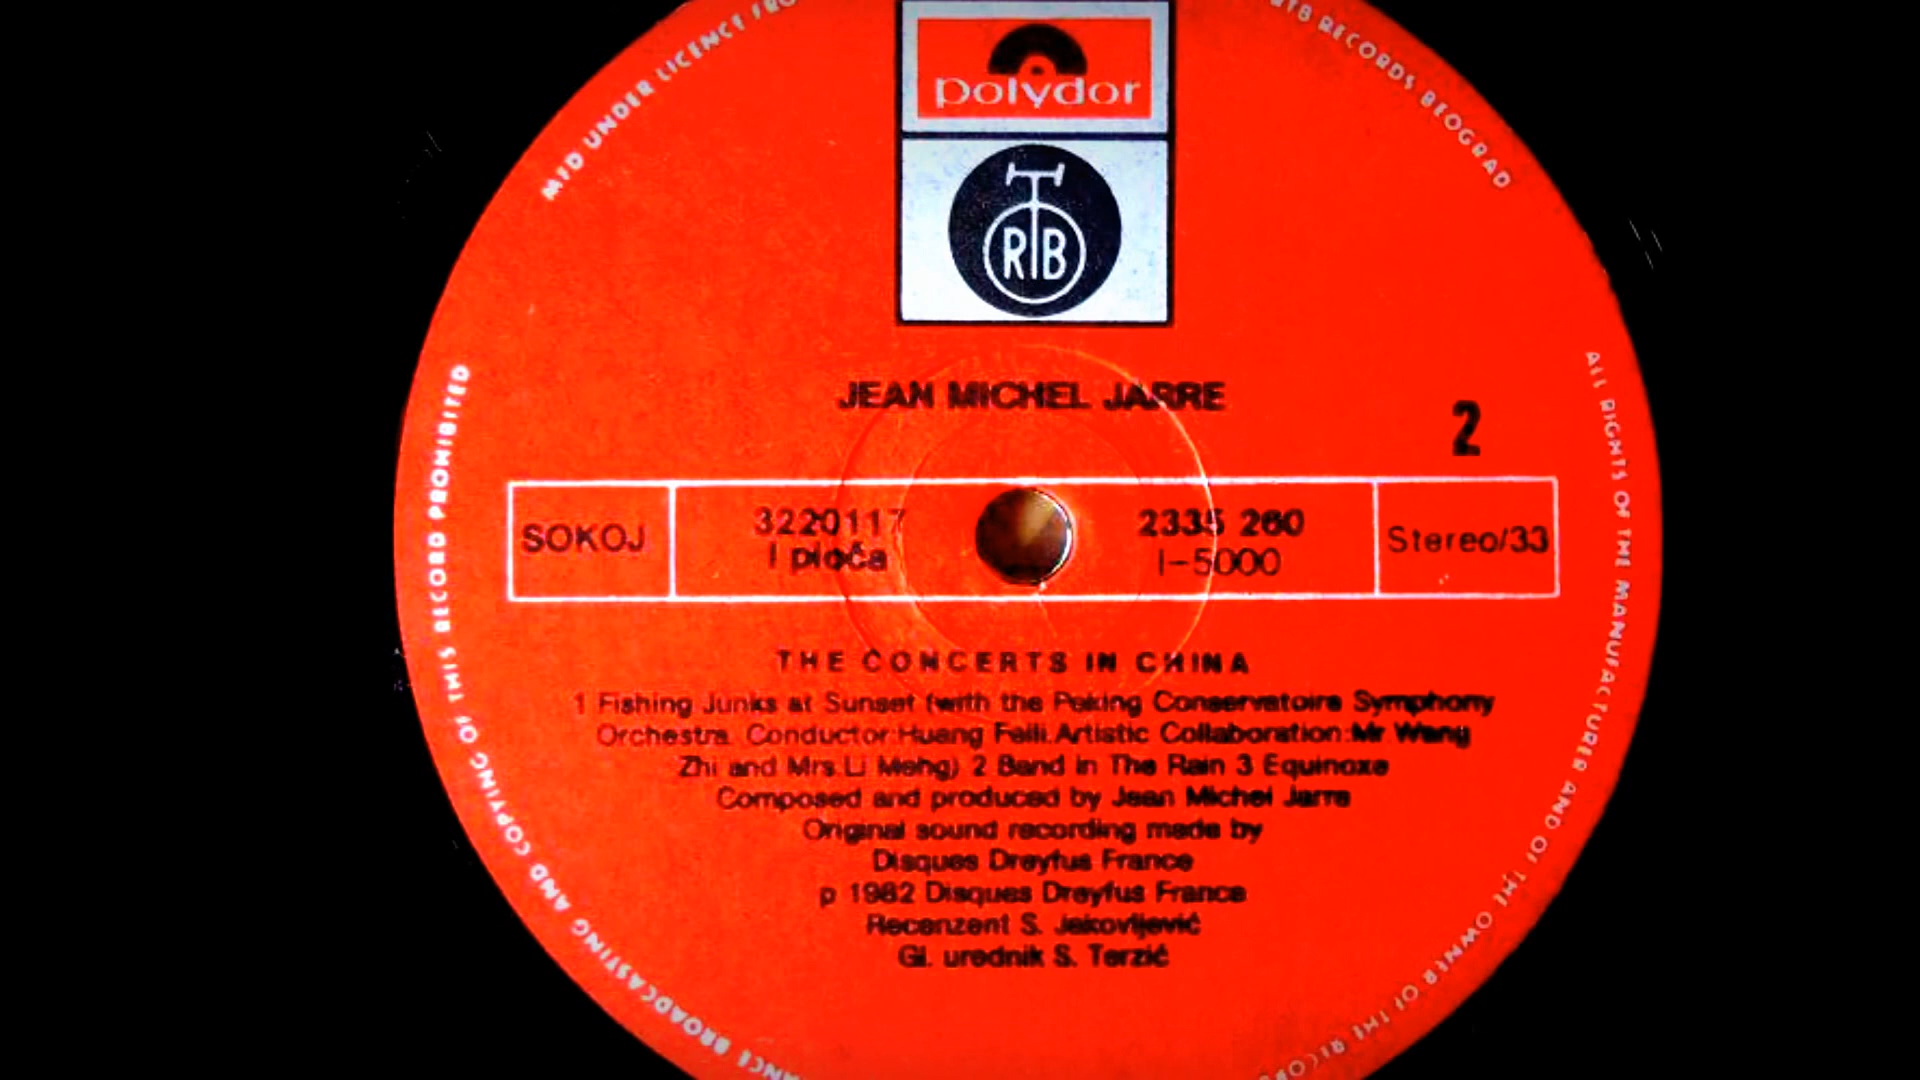 polydor
RTB
MFD UNDER LICENCE FRO
RTB RECORDS BEOGRAD
JEAN MICHEL JARRE
2
SOKOJ
3220117
I ploča
2335 260
I-5000
Stereo/33
THE CONCERTS IN CHINA
1 Fishing Junks at Sunset (with the Peking Conservatoire Symphony
Orchestra. Conductor:Huang Feili.Artistic Collaboration:Mr Wang
Zhi and Mrs.Li Mehg) 2 Band In The Rain 3 Equinoxe
Composed and produced by Jean Michel Jarre
Original sound recording made by
Disques Dreyfus France
p 1982 Disques Dreyfus France
Recenzent S. Jakovljević
Gl. urednik S. Terzić
ALL RIGHTS OF THE MANUFACTURER AND OF THE OWNER OF THE RECOR
ANCE BROADCASTING AND COPYING OF THIS RECORD PROHIBITED